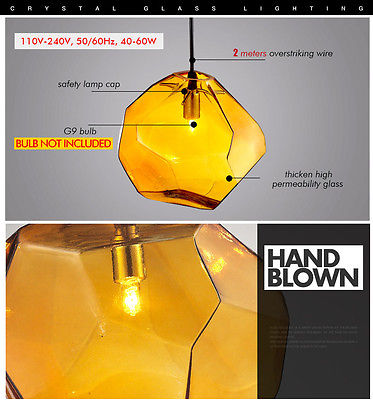 CRYSTAL GLASS LIGHTING
110V-240V, 50/60Hz, 40-60W
2 meters overstriking wire
safety lamp cap
G9 bulb
BULB NOT INCLUDED
thicken high
permeability glass
HAND
BLOWN